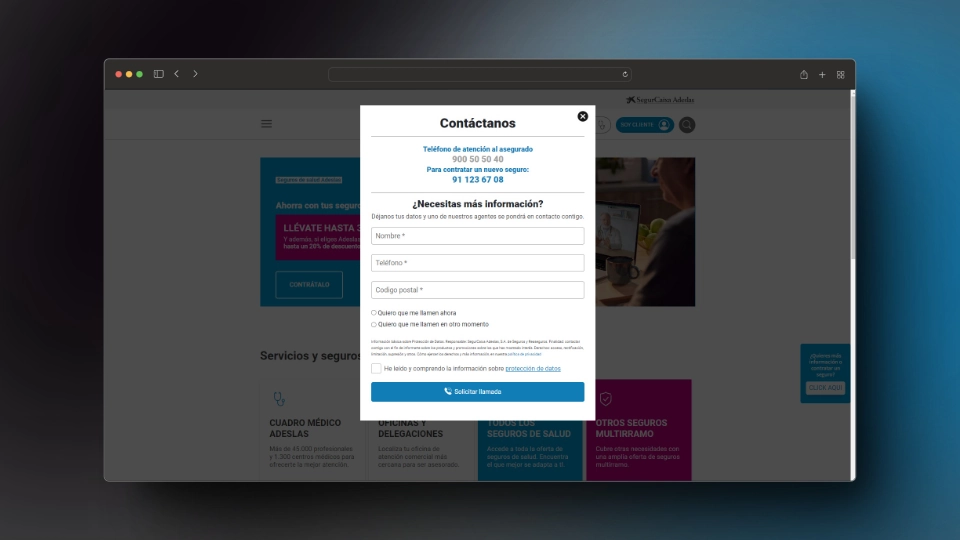 SegurCaixa Adeslas
SOY CLIENTE
Contáctanos
Teléfono de atención al asegurado
900 50 50 40
Para contratar un nuevo seguro:
91 123 67 08
¿Necesitas más información?
Déjanos tus datos y uno de nuestros agentes se pondrá en contacto contigo.
Nombre *
Teléfono *
Codigo postal *
Quiero que me llamen ahora
Quiero que me llamen en otro momento
He leído y comprendo la información sobre protección de datos
Solicitar llamada
Seguros de salud Adeslas
Ahorra con tus seguro
LLÉVATE HASTA 3
Y además, si eliges Adeslas
hasta un 20% de descuento
CONTRÁTALO
Servicios y seguros
¿Quieres más
información o
contratar un
seguro?
CLICK AQUÍ
CUADRO MÉDICO
ADESLAS
Más de 43.000 profesionales
y 1.300 centros médicos para
ofrecerte la mejor atención.
OFICINAS Y
DELEGACIONES
Localiza tu oficina de
atención comercial más
cercana para ser asegurado.
TODOS LOS
SEGUROS DE SALUD
Accede a toda la oferta de
seguros de salud. Encuentra
el que mejor se adapte a ti.
OTROS SEGUROS
MULTIRRAMO
Cubre otras necesidades con
una amplia oferta de seguros
multirramo.